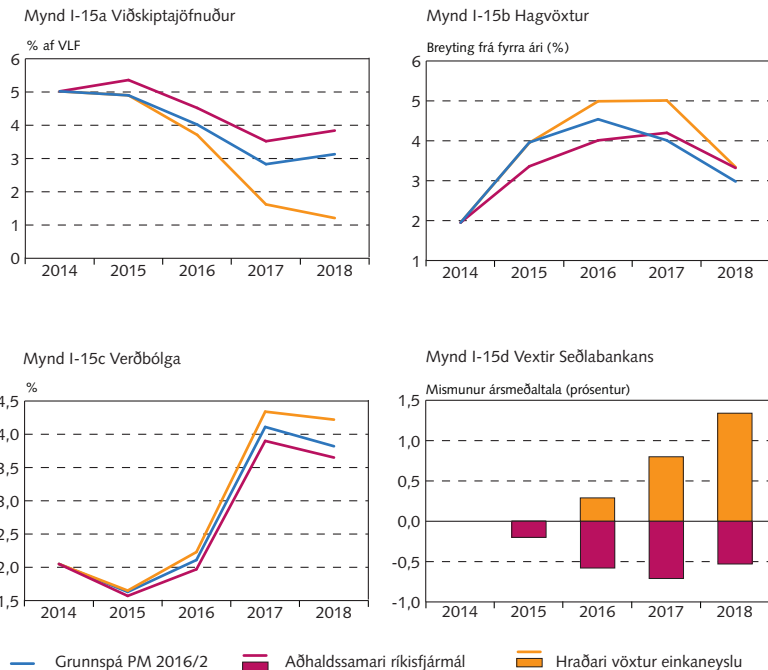 Mynd I-15a Viðskiptajöfnuður
% af VLF
6
5
4
3
2
1
0
2014 2015 2016 2017 2018
Mynd I-15b Hagvöxtur
Breyting frá fyrra ári (%)
6
5
4
3
2
1
2014 2015 2016 2017 2018
Mynd I-15c Verðbólga
%
4,5
4,0
3,5
3,0
2,5
2,0
1,5
2014 2015 2016 2017 2018
Mynd I-15d Vextir Seðlabankans
Mismunur ársmeðaltala (prósentur)
1,5
1,0
0,5
0,0
-0,5
-1,0
2014 2015 2016 2017 2018
Grunnspá PM 2016/2 Aðhaldssamari ríkisfjármál Hraðari vöxtur einkaneyslu